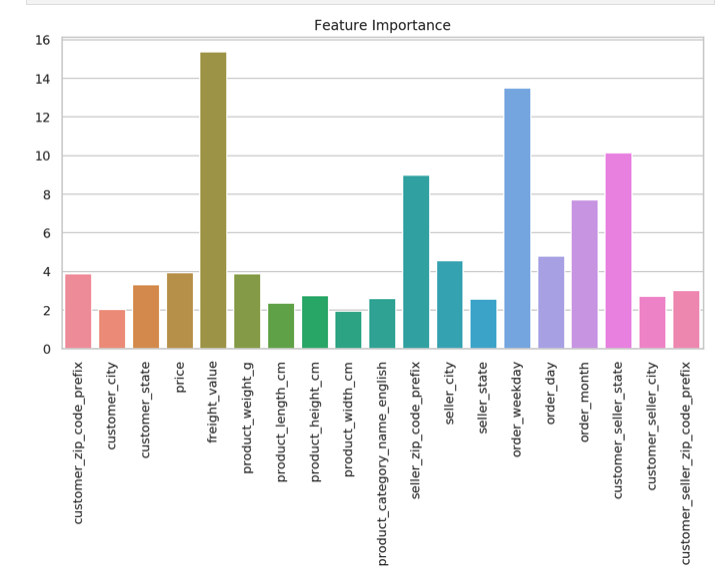 Feature Importance
16
14
12
10
8
6
4
2
0
customer_zip_code_prefix
customer_city
customer_state
price
freight_value
product_weight_g
product_length_cm
product_height_cm
product_width_cm
product_category_name_english
seller_zip_code_prefix
seller_city
seller_state
order_weekday
order_day
order_month
customer_seller_state
customer_seller_city
customer_seller_zip_code_prefix